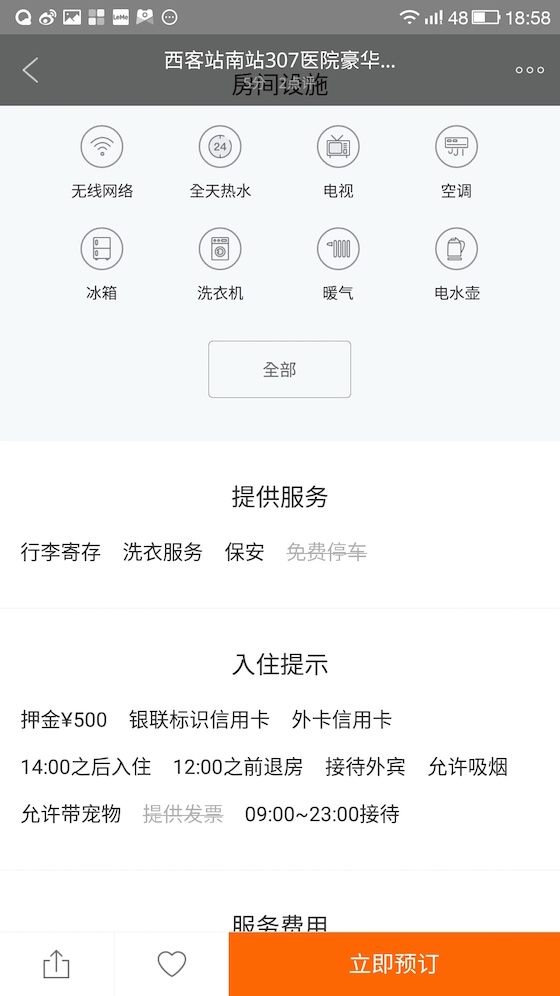 48 18:58
西客站南站307医院豪华...
房间设施
5分 2点评
24
无线网络 全天热水 电视 空调
冰箱 洗衣机 暖气 电水壶
全部
提供服务
行李寄存 洗衣服务 保安 免费停车
入住提示
押金¥500 银联标识信用卡 外卡信用卡
14:00之后入住 12:00之前退房 接待外宾 允许吸烟
允许带宠物 提供发票 09:00~23:00接待
服务费用
立即预订